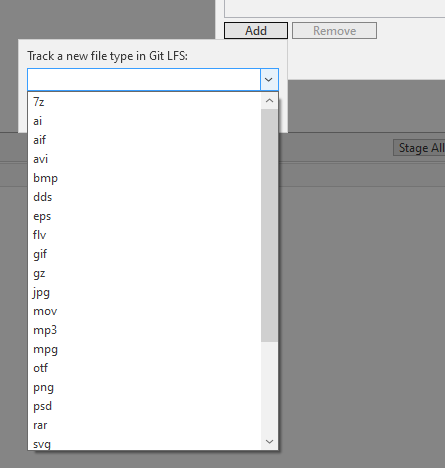 Add
Remove
Track a new file type in Git LFS:
7z
ai
aif
avi
bmp
dds
eps
flv
gif
gz
jpg
mov
mp3
mpg
otf
png
psd
rar
svg
Stage All